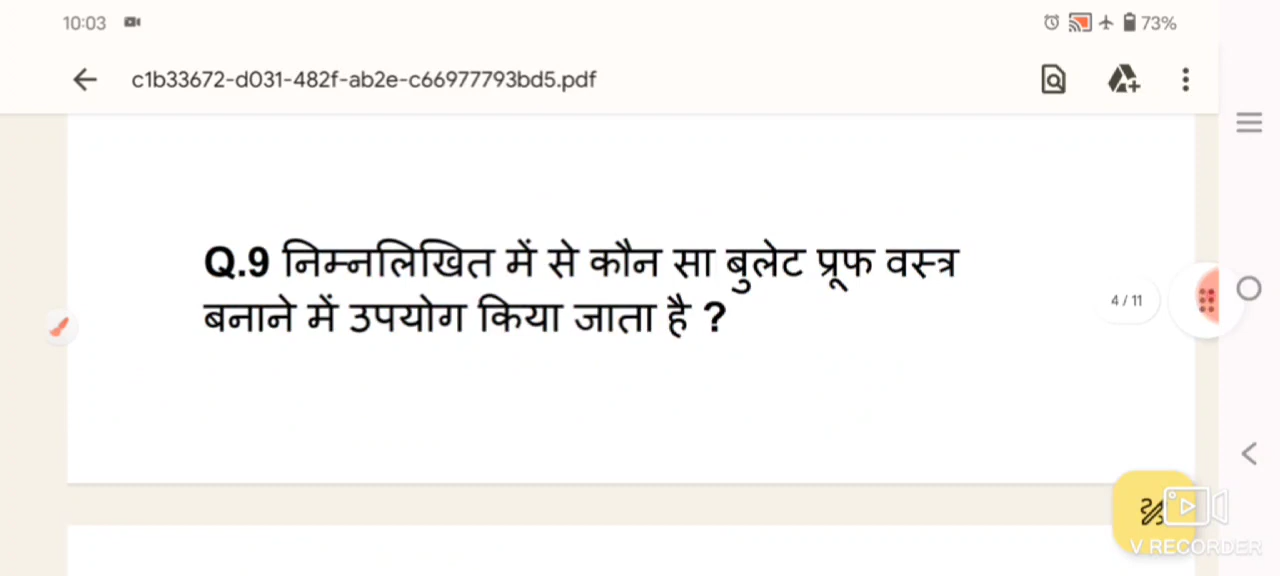 10:03 73%
c1b33672-d031-482f-ab2e-c66977793bd5.pdf
Q.9 निम्नलिखित में से कौन सा बुलेट प्रूफ वस्त्र
बनाने में उपयोग किया जाता है ?
4 / 11
V RECORDER